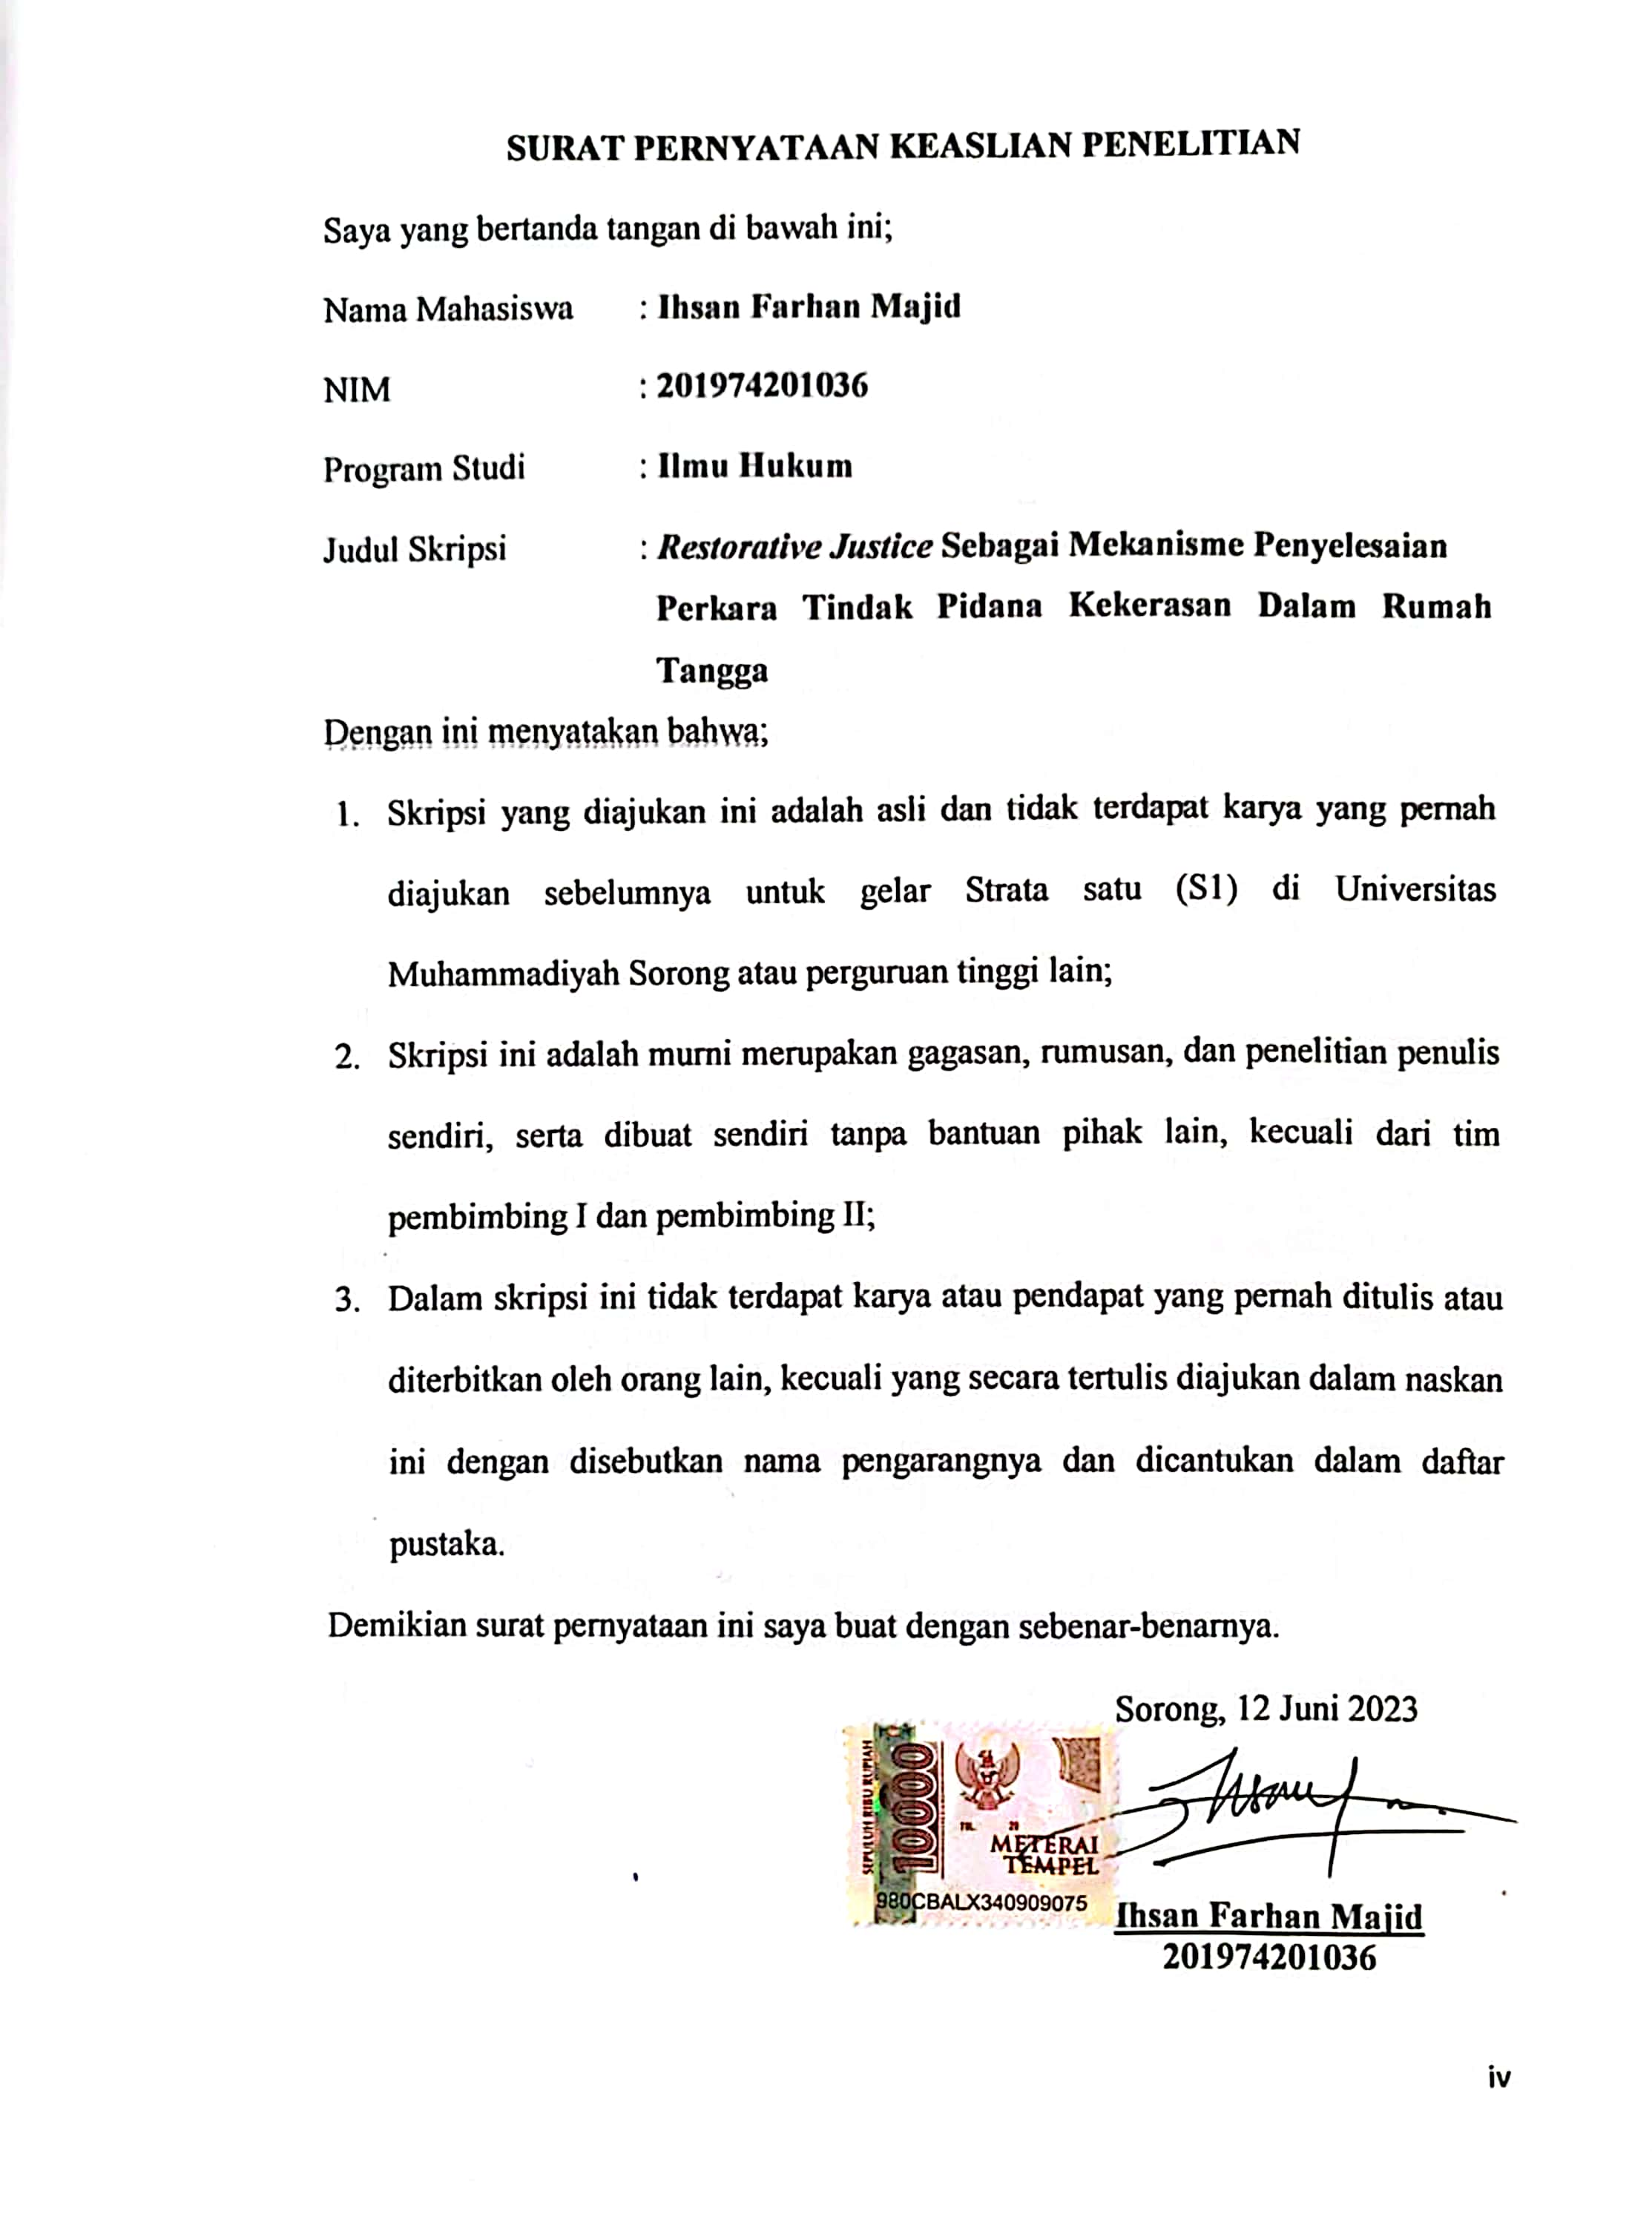 SURAT PERNYATAAN KEASLIAN PENELITIAN
Saya yang bertanda tangan di bawah ini;
Nama Mahasiswa : Ihsan Farhan Majid
NIM : 201974201036
Program Studi : Ilmu Hukum
Judul Skripsi : Restorative Justice Sebagai Mekanisme Penyelesaian
Perkara Tindak Pidana Kekerasan Dalam Rumah
Tangga
Dengan ini menyatakan bahwa;
1. Skripsi yang diajukan ini adalah asli dan tidak terdapat karya yang pernah
diajukan sebelumnya untuk gelar Strata satu (S1) di Universitas
Muhammadiyah Sorong atau perguruan tinggi lain;
2. Skripsi ini adalah murni merupakan gagasan, rumusan, dan penelitian penulis
sendiri, serta dibuat sendiri tanpa bantuan pihak lain, kecuali dari tim
pembimbing I dan pembimbing II;
3. Dalam skripsi ini tidak terdapat karya atau pendapat yang pernah ditulis atau
diterbitkan oleh orang lain, kecuali yang secara tertulis diajukan dalam naskan
ini dengan disebutkan nama pengarangnya dan dicantukan dalam daftar
pustaka.
Demikian surat pernyataan ini saya buat dengan sebenar-benarnya.
Sorong, 12 Juni 2023
SEPULUH RIBU RUPIAH
10000
TGL. 20
METERAI
TEMPEL
980CBALX340909075
Ihsan Farhan Majid
201974201036
iv